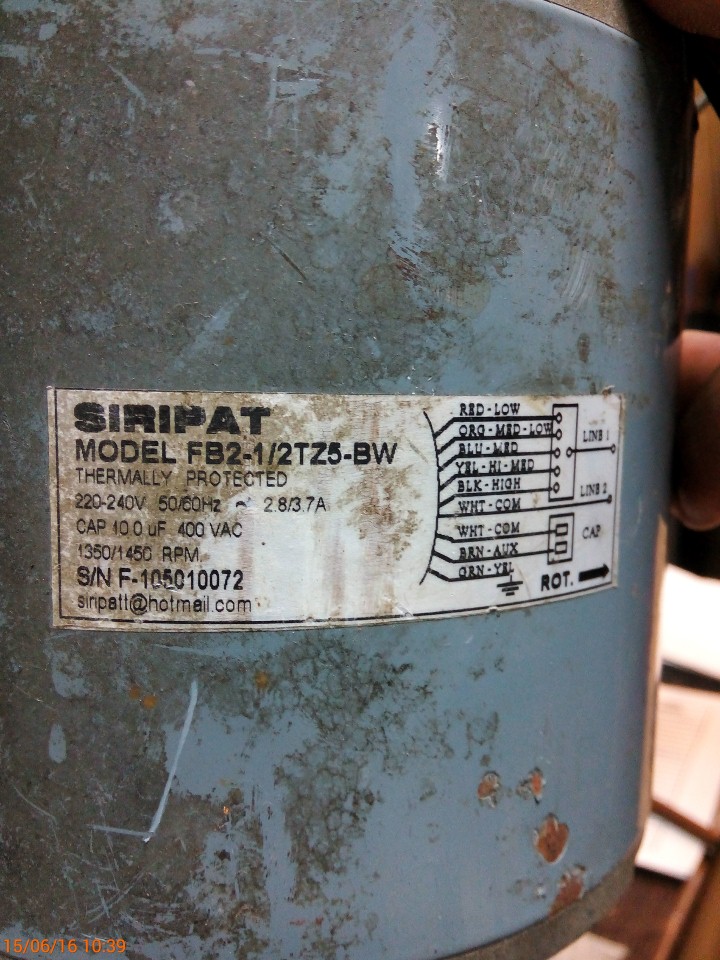 SIRIPAT
MODEL FB2-1/2TZ5-BW
THERMALLY PROTECTED
220-240V 50/60Hz ~ 2.8/3.7A
CAP 10.0 uF 400 VAC
1350/1450 RPM
S/N F-105010072
siripatt@hotmail.com
RED-LOW
ORG-MED-LOW
BLU-MED
YEL-HI-MED
BLK-HIGH
WHT-COM
WHT-COM
BRN-AUX
GRN-YEL
LINE 1
LINE 2
CAP
ROT.
15/06/16 10:39